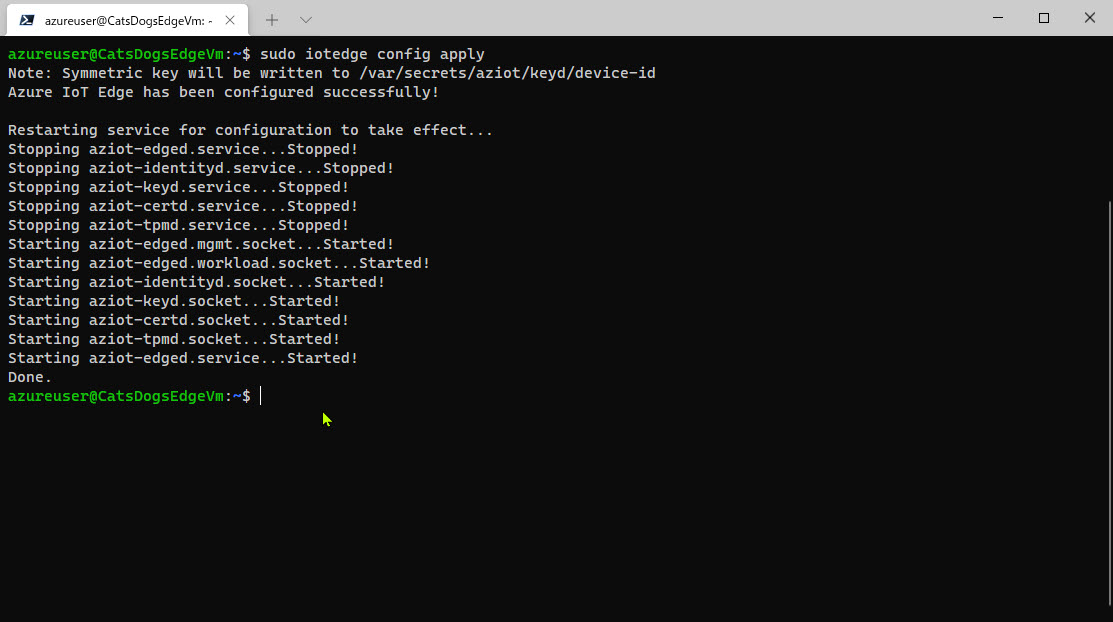 azureuser@CatsDogsEdgeVm: ~
azureuser@CatsDogsEdgeVm:~$ sudo iotedge config apply
Note: Symmetric key will be written to /var/secrets/aziot/keyd/device-id
Azure IoT Edge has been configured successfully!
Restarting service for configuration to take effect...
Stopping aziot-edged.service...Stopped!
Stopping aziot-identityd.service...Stopped!
Stopping aziot-keyd.service...Stopped!
Stopping aziot-certd.service...Stopped!
Stopping aziot-tpmd.service...Stopped!
Starting aziot-edged.mgmt.socket...Started!
Starting aziot-edged.workload.socket...Started!
Starting aziot-identityd.socket...Started!
Starting aziot-keyd.socket...Started!
Starting aziot-certd.socket...Started!
Starting aziot-tpmd.socket...Started!
Starting aziot-edged.service...Started!
Done.
azureuser@CatsDogsEdgeVm:~$